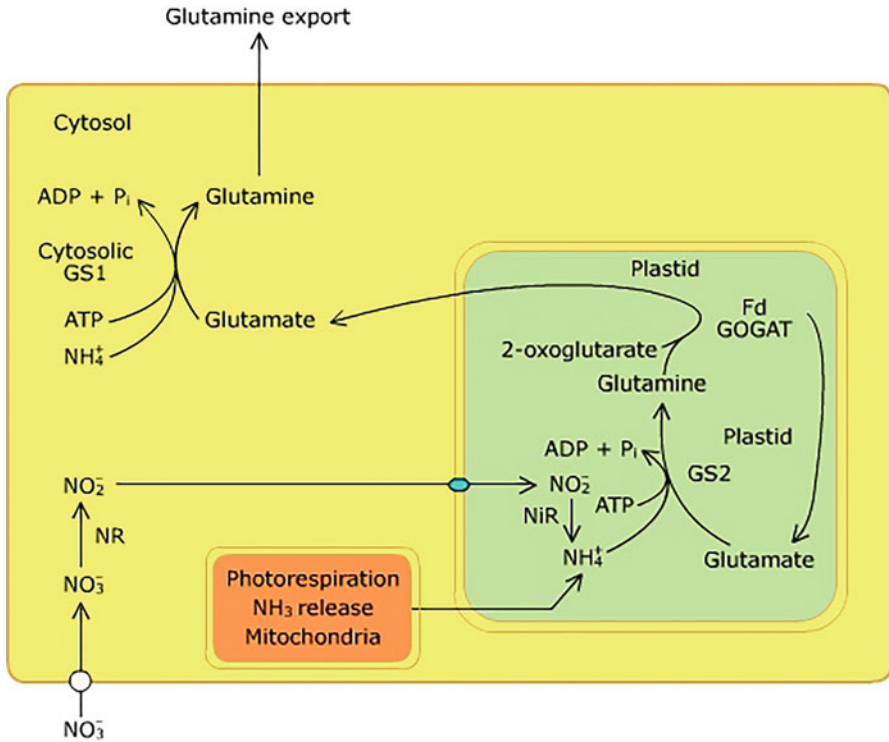 Glutamine export
Cytosol
ADP + Pᵢ
Glutamine
Cytosolic
GS1
ATP
Glutamate
NH₄⁺
Plastid
Fd
GOGAT
2-oxoglutarate
Glutamine
Plastid
ADP + Pᵢ
GS2
NO₂⁻
NO₂⁻
ATP
NR
NiR
NH₄⁺
Glutamate
NO₃⁻
Photorespiration
NH₃ release
Mitochondria
NO₃⁻